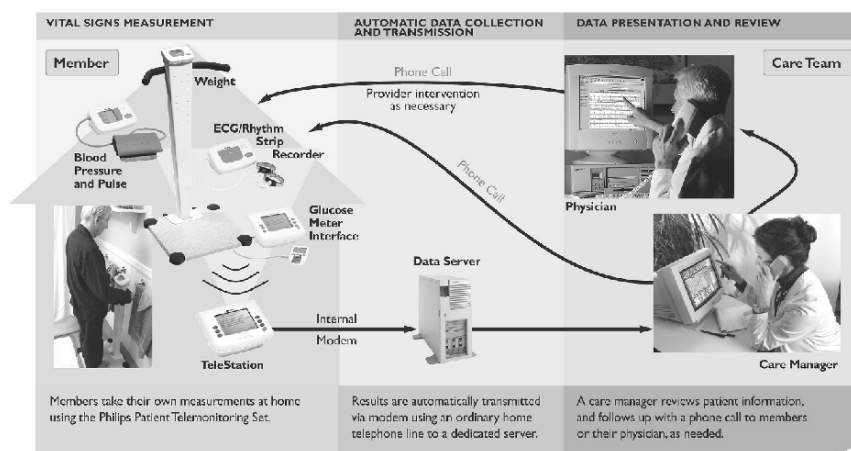 VITAL SIGNS MEASUREMENT
AUTOMATIC DATA COLLECTION
AND TRANSMISSION
DATA PRESENTATION AND REVIEW
Member
Care Team
Weight
Phone Call
Provider intervention
as necessary
ECG/Rhythm
Strip
Recorder
Blood
Pressure
and Pulse
Phone Call
Physician
Glucose
Meter
Interface
Data Server
Internal
Modem
TeleStation
Care Manager
Members take their own measurements at home
using the Philips Patient Telemonitoring Set.
Results are automatically transmitted
via modem using an ordinary home
telephone line to a dedicated server.
A care manager reviews patient information,
and follows up with a phone call to members
or their physician, as needed.